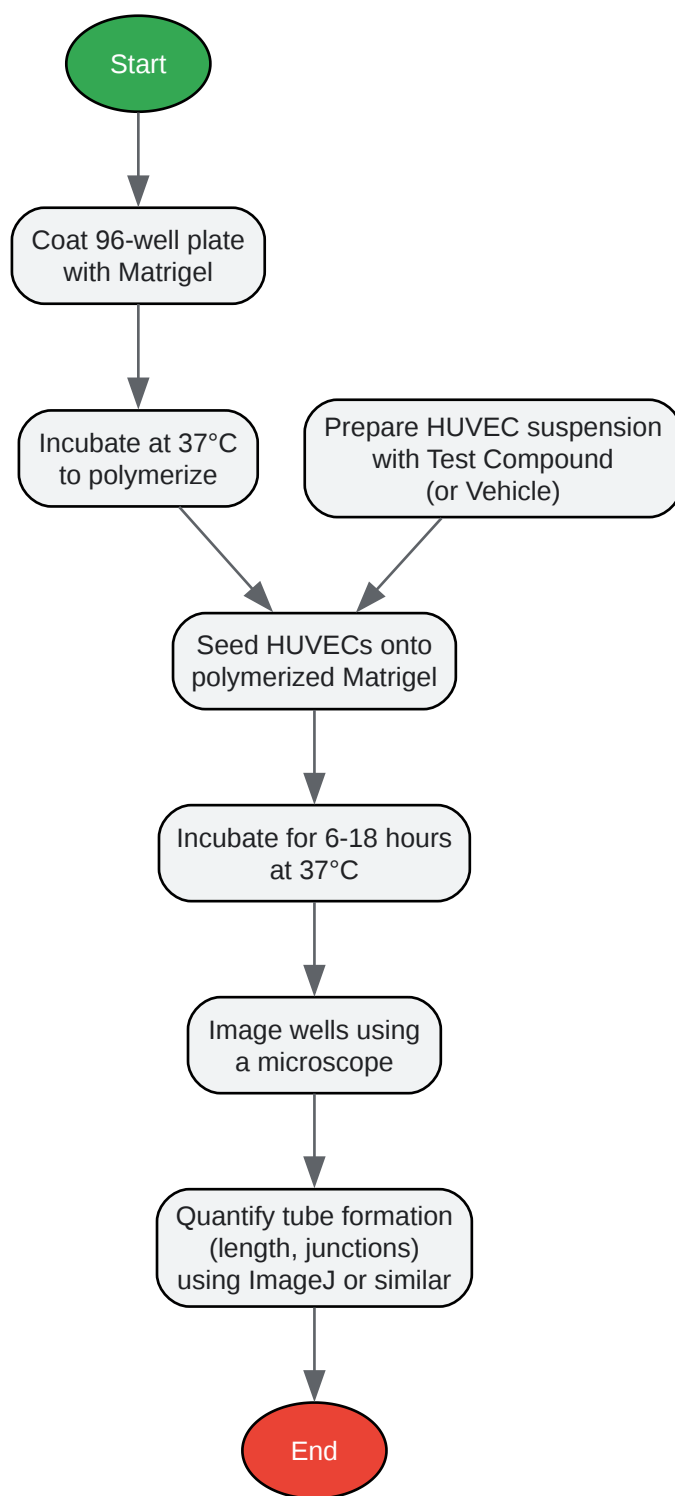 Start
Coat 96-well plate
with Matrigel
Incubate at 37°C
to polymerize
Prepare HUVEC suspension
with Test Compound
(or Vehicle)
Seed HUVECs onto
polymerized Matrigel
Incubate for 6-18 hours
at 37°C
Image wells using
a microscope
Quantify tube formation
(length, junctions)
using ImageJ or similar
End